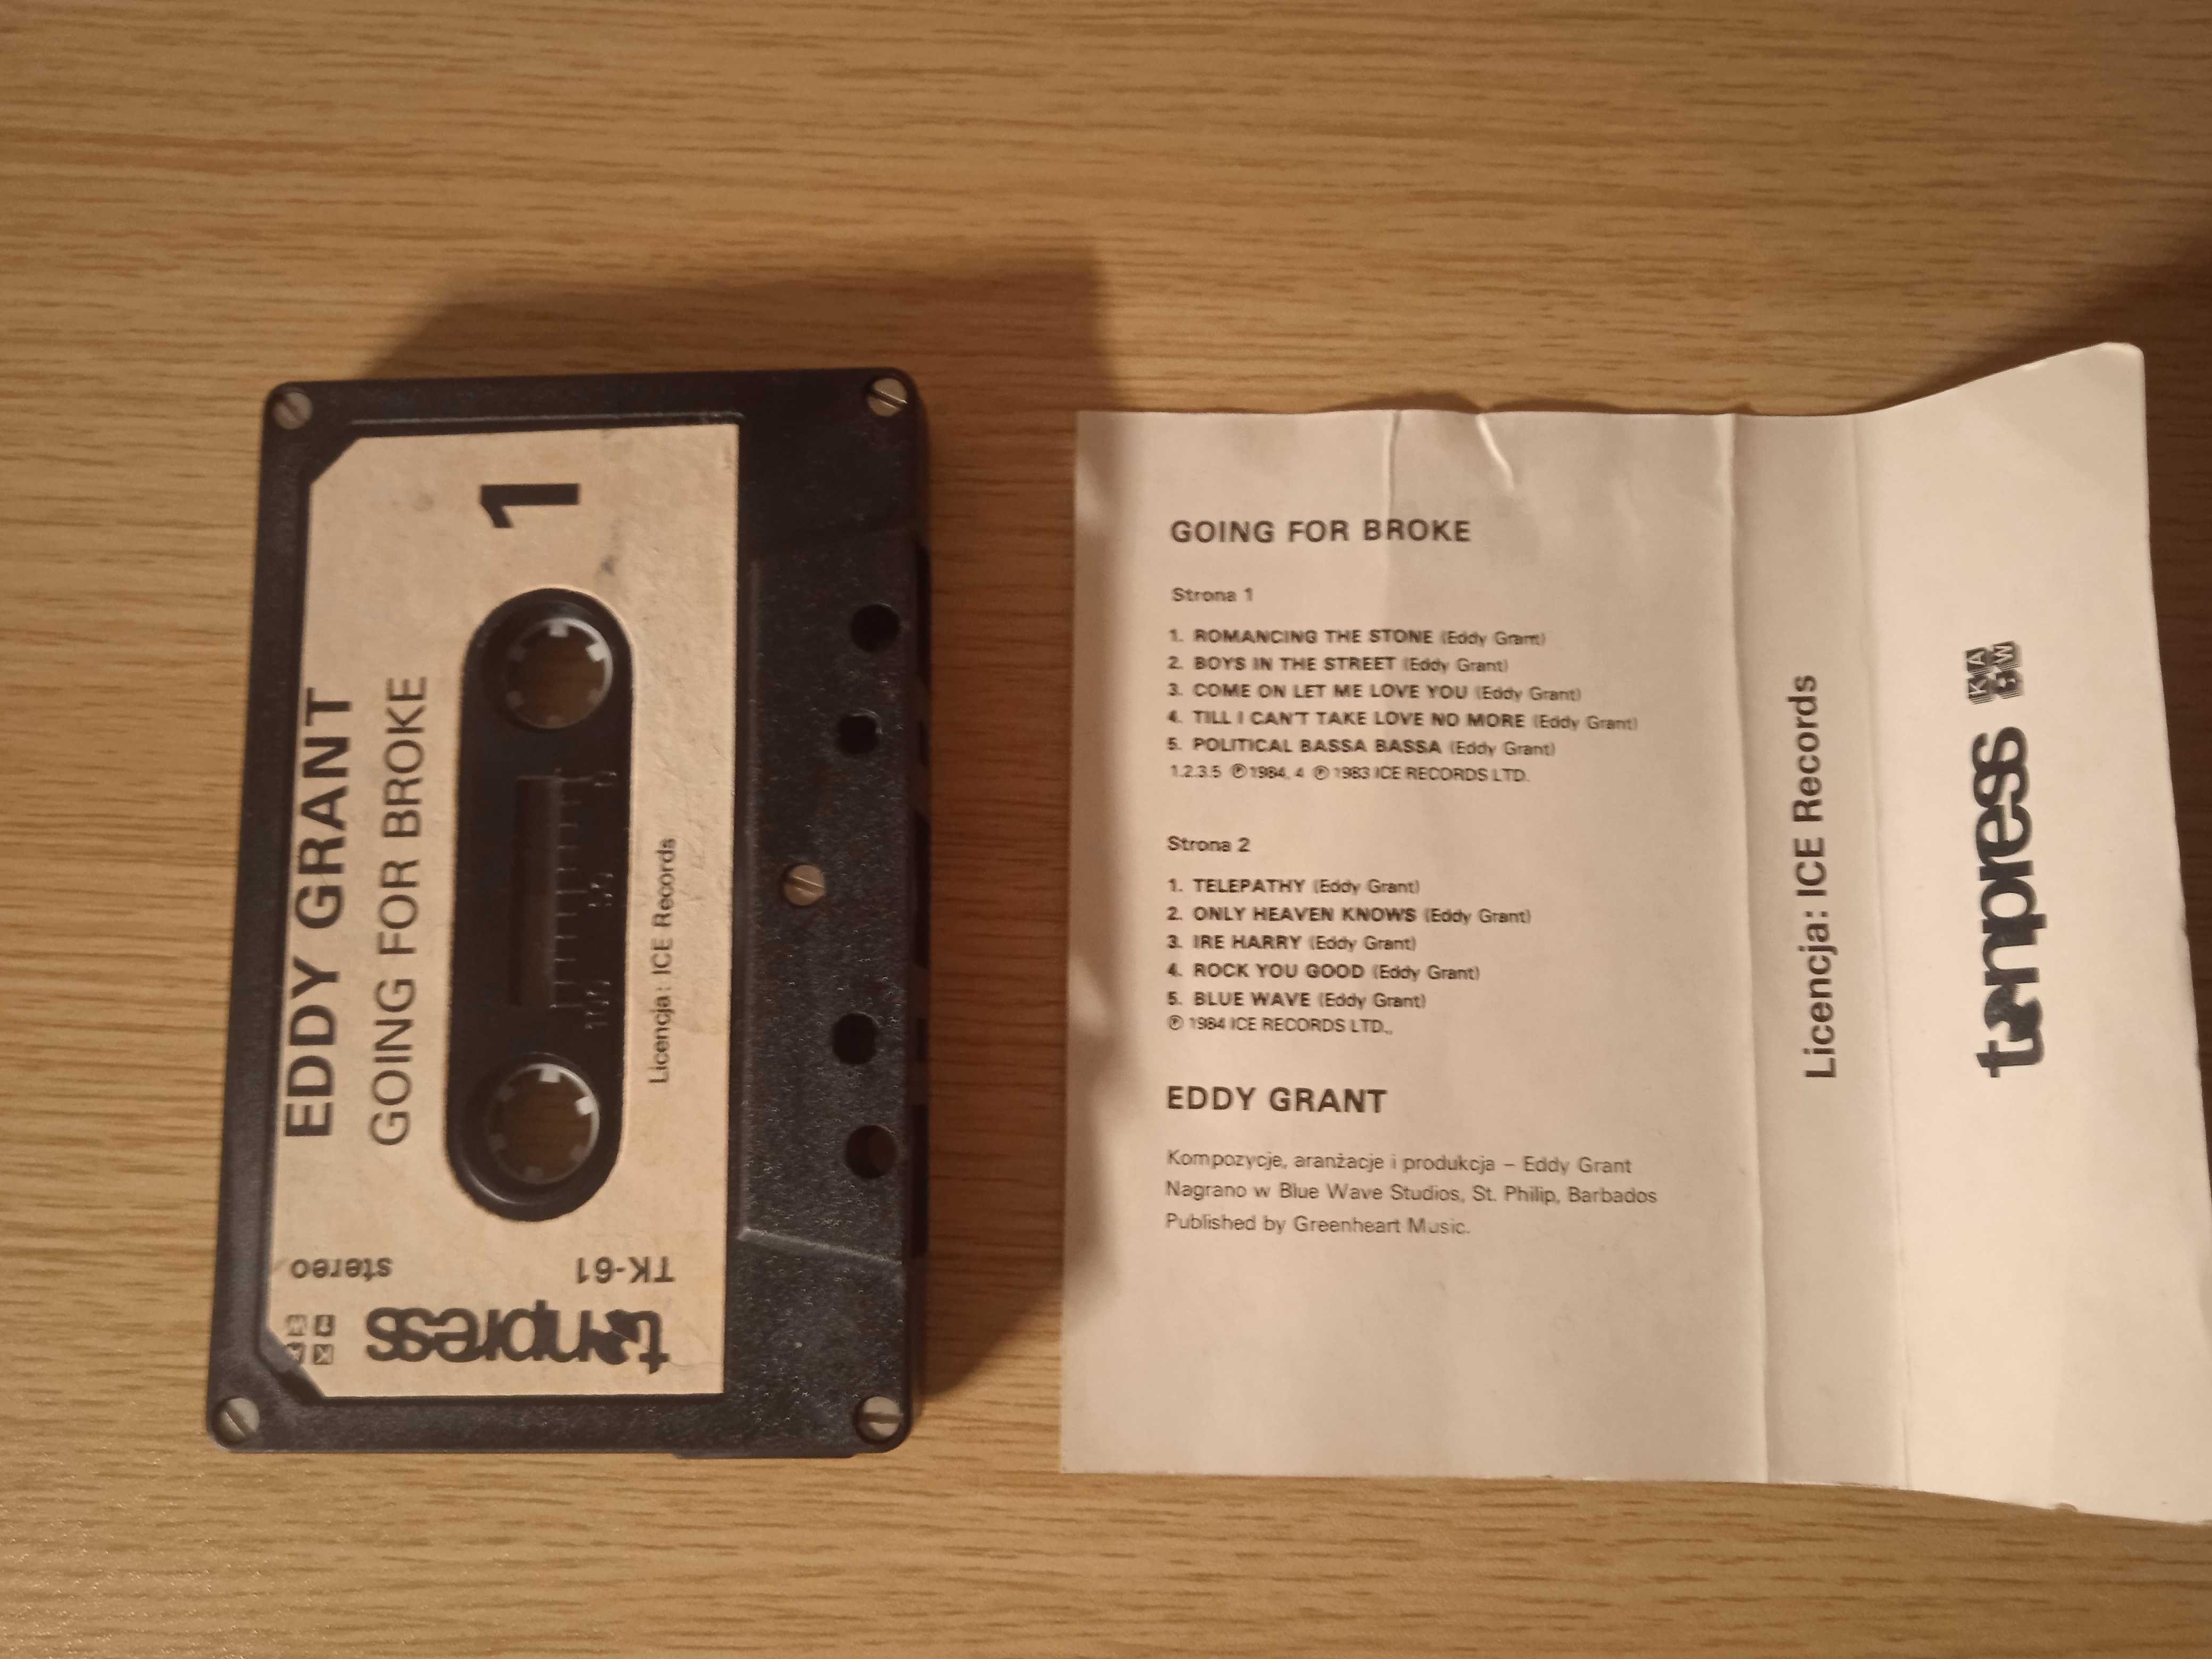 EDDY GRANT
GOING FOR BROKE
1
Licencja: ICE Records
stereo
TK-61
KAW
tonpress
GOING FOR BROKE
Strona 1
1. ROMANCING THE STONE (Eddy Grant)
2. BOYS IN THE STREET (Eddy Grant)
3. COME ON LET ME LOVE YOU (Eddy Grant)
4. TILL I CAN'T TAKE LOVE NO MORE (Eddy Grant)
5. POLITICAL BASSA BASSA (Eddy Grant)
1.2.3.5 ℗1984, 4 ℗1983 ICE RECORDS LTD.
Strona 2
1. TELEPATHY (Eddy Grant)
2. ONLY HEAVEN KNOWS (Eddy Grant)
3. IRE HARRY (Eddy Grant)
4. ROCK YOU GOOD (Eddy Grant)
5. BLUE WAVE (Eddy Grant)
℗ 1984 ICE RECORDS LTD.,
EDDY GRANT
Kompozycje, aranżacje i produkcja – Eddy Grant
Nagrano w Blue Wave Studios, St. Philip, Barbados
Published by Greenheart Music.
Licencja: ICE Records
tonpress
KAW